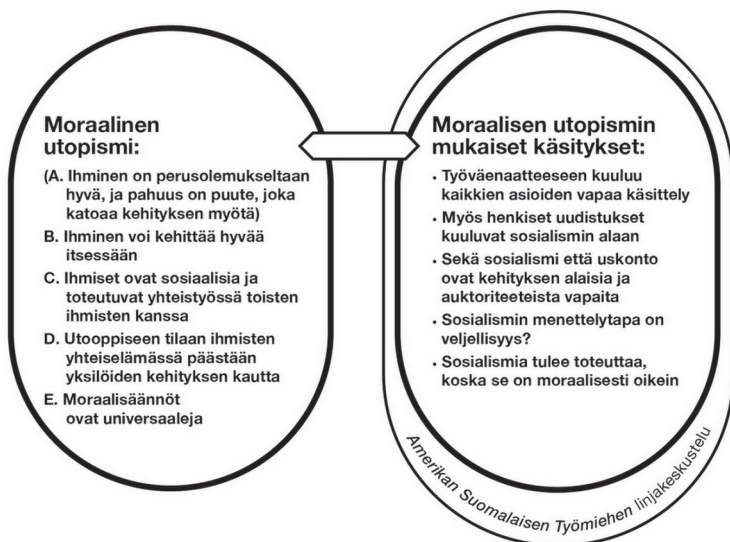 Moraalinen
utopismi:
(A. Ihminen on perusolemukseltaan
hyvä, ja pahuus on puute, joka
katoaa kehityksen myötä)
B. Ihminen voi kehittää hyvää
itsessään
C. Ihmiset ovat sosiaalisia ja
toteutuvat yhteistyössä toisten
ihmisten kanssa
D. Utooppiseen tilaan ihmisten
yhteiselämässä päästään
yksilöiden kehityksen kautta
E. Moraalisäännöt
ovat universaaleja
Moraalisen utopismin
mukaiset käsitykset:
• Työväenaatteeseen kuuluu
kaikkien asioiden vapaa käsittely
• Myös henkiset uudistukset
kuuluvat sosialismin alaan
• Sekä sosialismi että uskonto
ovat kehityksen alaisia ja
auktoriteeteista vapaita
• Sosialismin menettelytapa on
veljellisyys?
• Sosialismia tulee toteuttaa,
koska se on moraalisesti oikein
Amerikan Suomalaisen Työmiehen linjakeskustelu